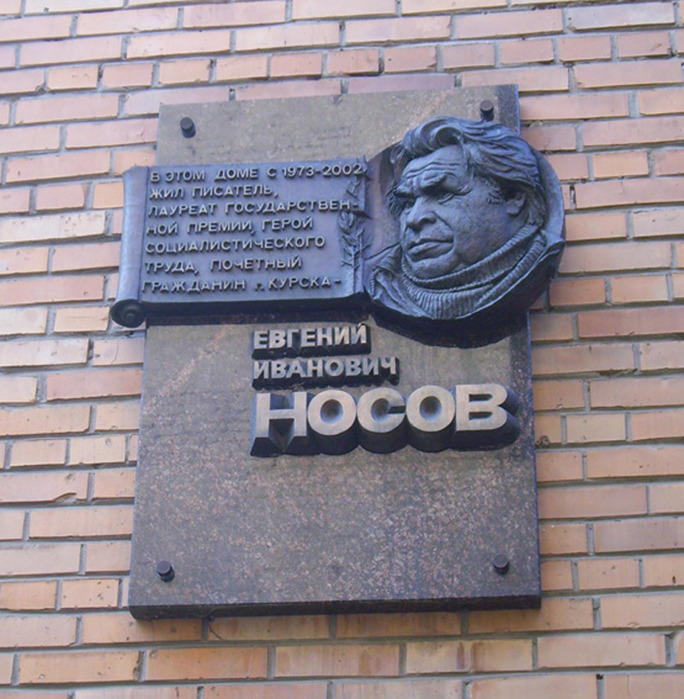 В ЭТОМ ДОМЕ С 1973-2002
ЖИЛ ПИСАТЕЛЬ,
ЛАУРЕАТ ГОСУДАРСТВЕН-
НОЙ ПРЕМИИ, ГЕРОЙ
СОЦИАЛИСТИЧЕСКОГО
ТРУДА, ПОЧЕТНЫЙ
ГРАЖДАНИН г. КУРСКА-
ЕВГЕНИЙ
ИВАНОВИЧ
НОСОВ